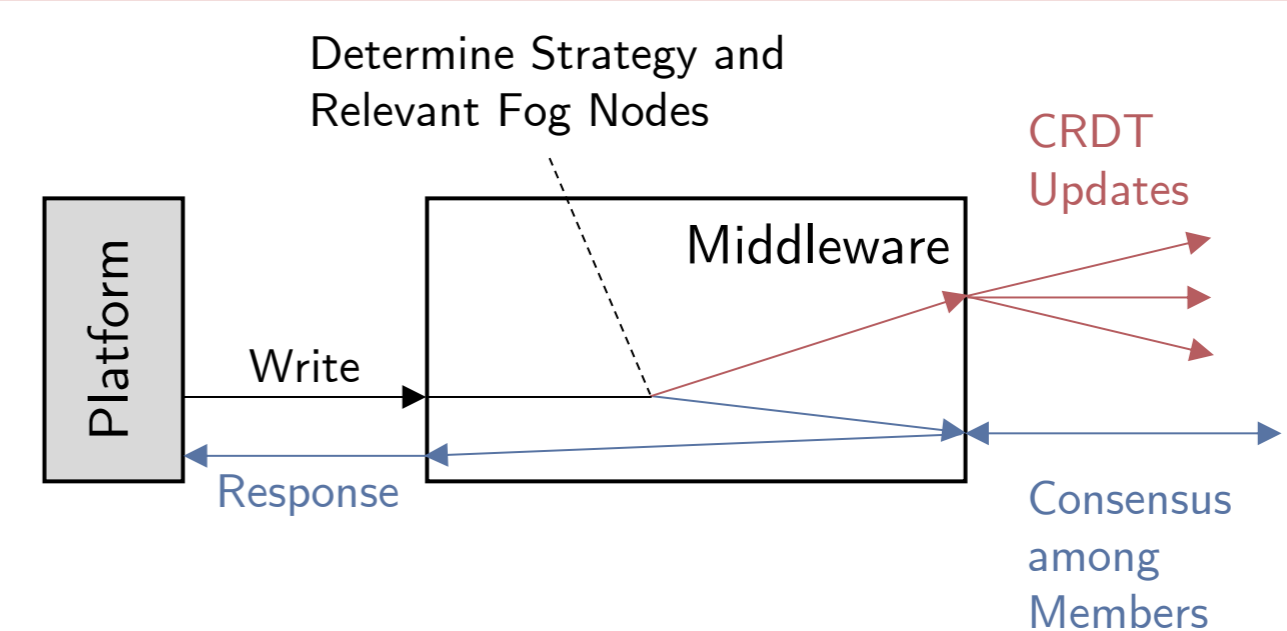 Determine Strategy and
Relevant Fog Nodes
CRDT
Updates
Middleware
Platform
Write
Response
Consensus
among
Members